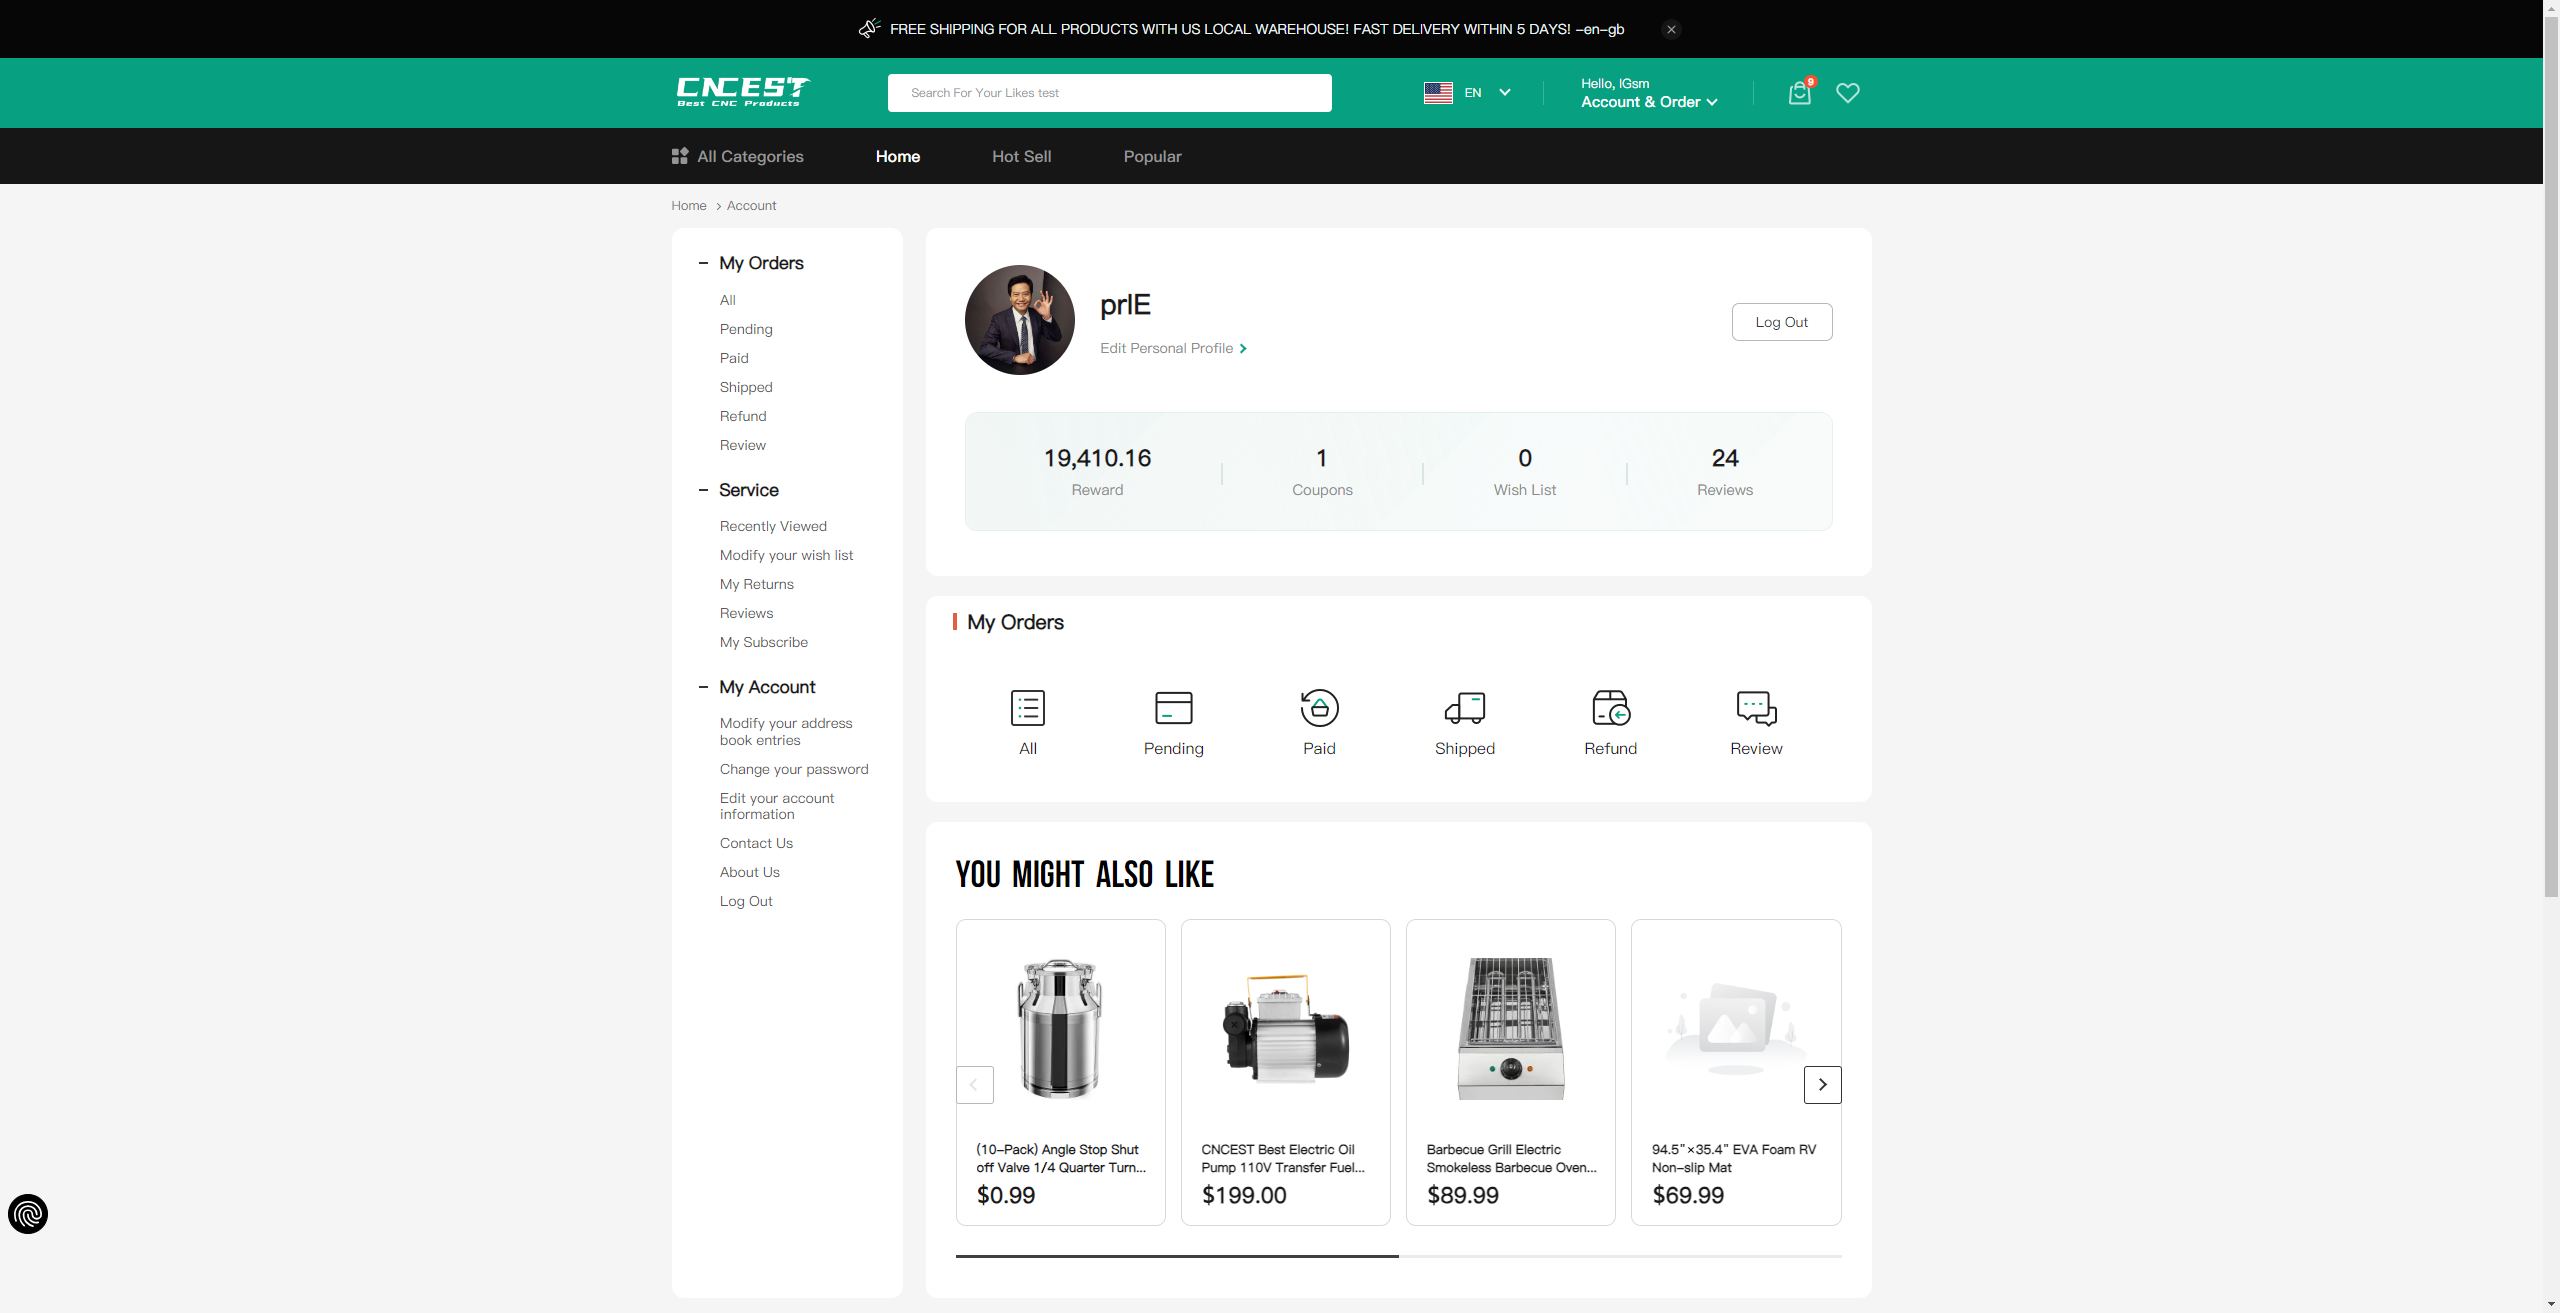 FREE SHIPPING FOR ALL PRODUCTS WITH US LOCAL WAREHOUSE! FAST DELIVERY WITHIN 5 DAYS! -en-gb
CNCEST
Best CNC Products
Search For Your Likes test
EN
Hello, IGsm
Account & Order
9
All Categories
Home
Hot Sell
Popular
Home > Account
My Orders
All
Pending
Paid
Shipped
Refund
Review
Service
Recently Viewed
Modify your wish list
My Returns
Reviews
My Subscribe
My Account
Modify your address
book entries
Change your password
Edit your account
information
Contact Us
About Us
Log Out
prlE
Edit Personal Profile
Log Out
19,410.16
Reward
1
Coupons
0
Wish List
24
Reviews
My Orders
All
Pending
Paid
Shipped
Refund
Review
YOU MIGHT ALSO LIKE
(10-Pack) Angle Stop Shut
off Valve 1/4 Quarter Turn...
$0.99
CNCEST Best Electric Oil
Pump 110V Transfer Fuel...
$199.00
Barbecue Grill Electric
Smokeless Barbecue Oven...
$89.99
94.5"×35.4" EVA Foam RV
Non-slip Mat
$69.99